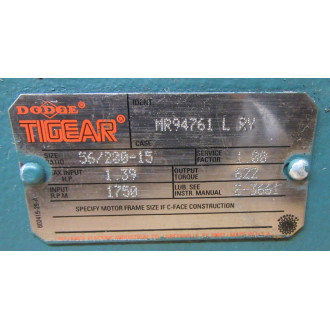 DODGE
TIGEAR
IDENT
MR94761 L RV
CASE
SIZE RATIO 56/200-15 SERVICE FACTOR 1.00
MAX INPUT H.P. 1.39 OUTPUT TORQUE 622
INPUT R.P.M. 1750 LUB. SEE INSTR. MANUAL
SPECIFY MOTOR FRAME SIZE IF C-FACE CONSTRUCTION